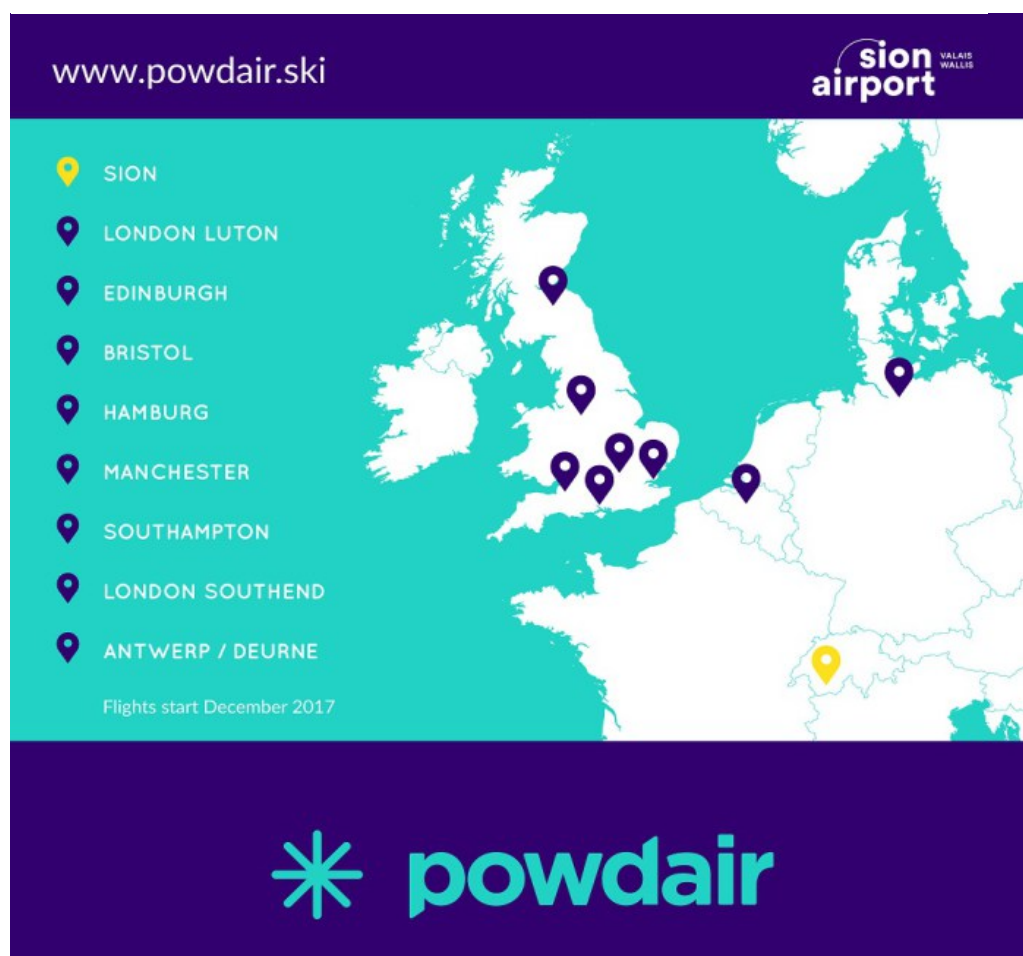 www.powdair.ski
sion VALAIS
airport WALLIS
SION
LONDON LUTON
EDINBURGH
BRISTOL
HAMBURG
MANCHESTER
SOUTHAMPTON
LONDON SOUTHEND
ANTWERP / DEURNE
Flights start December 2017
powdair